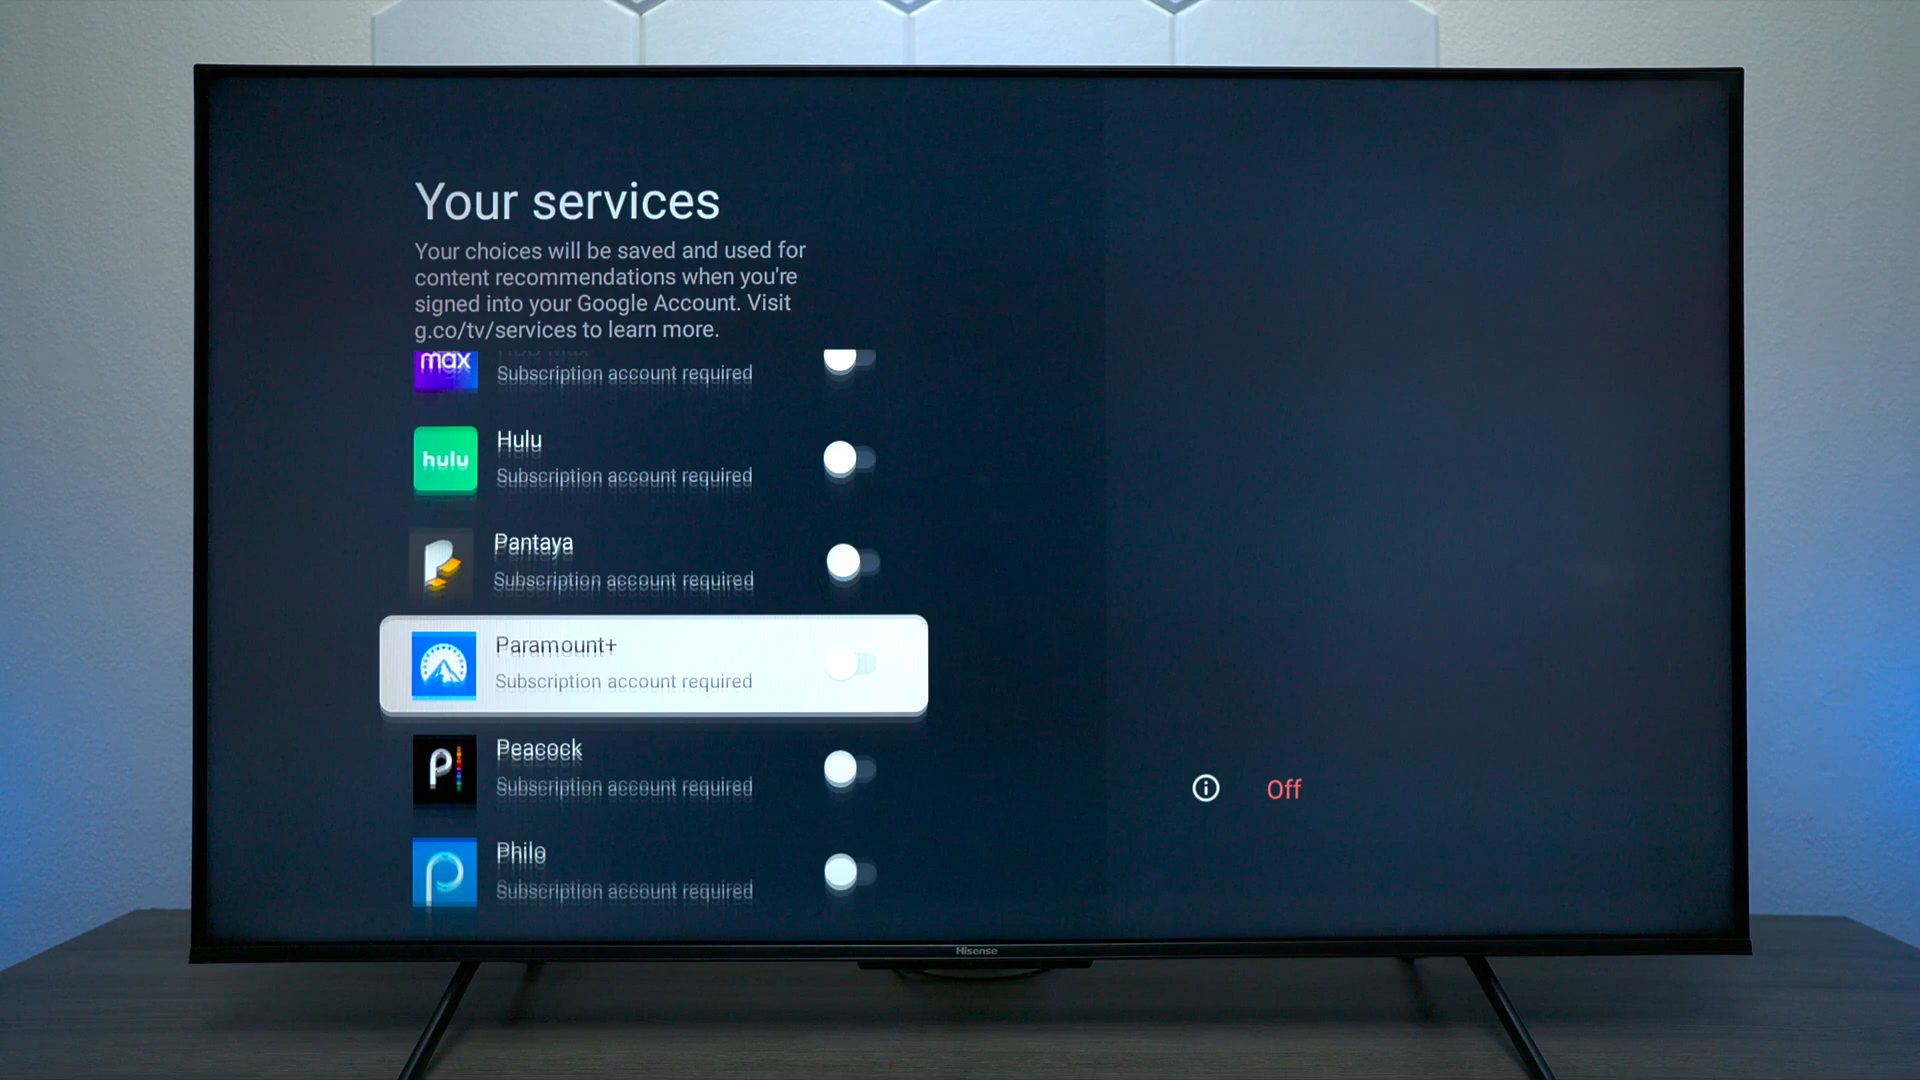 Your services
Your choices will be saved and used for
content recommendations when you're
signed into your Google Account. Visit
g.co/tv/services to learn more.
max
HBO Max
Subscription account required
hulu
Hulu
Subscription account required
Pantaya
Subscription account required
Paramount+
Subscription account required
Peacock
Subscription account required
Philo
Subscription account required
Off
Hisense